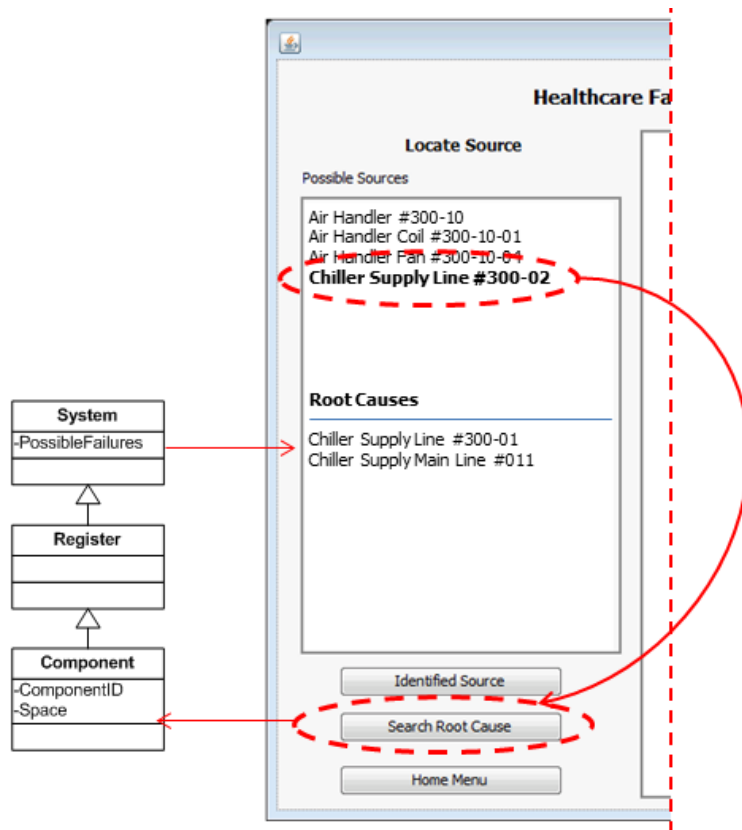 Healthcare Fa
Locate Source
Possible Sources
Air Handler #300-10
Air Handler Coil #300-10-01
Air Handler Fan #300-10-04
Chiller Supply Line #300-02
Root Causes
Chiller Supply Line #300-01
Chiller Supply Main Line #011
Identified Source
Search Root Cause
Home Menu
System
-PossibleFailures
Register
Component
-ComponentID
-Space